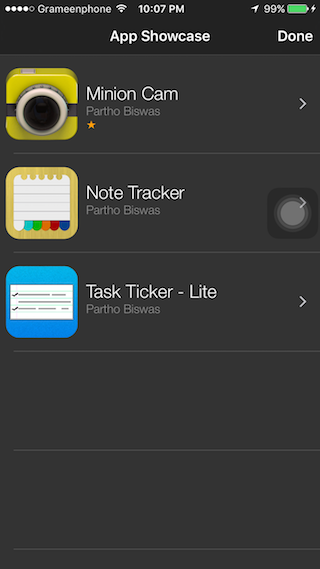 Grameenphone 10:07 PM 99%
App Showcase Done
Minion Cam
Partho Biswas
Note Tracker
Partho Biswas
Task Ticker - Lite
Partho Biswas